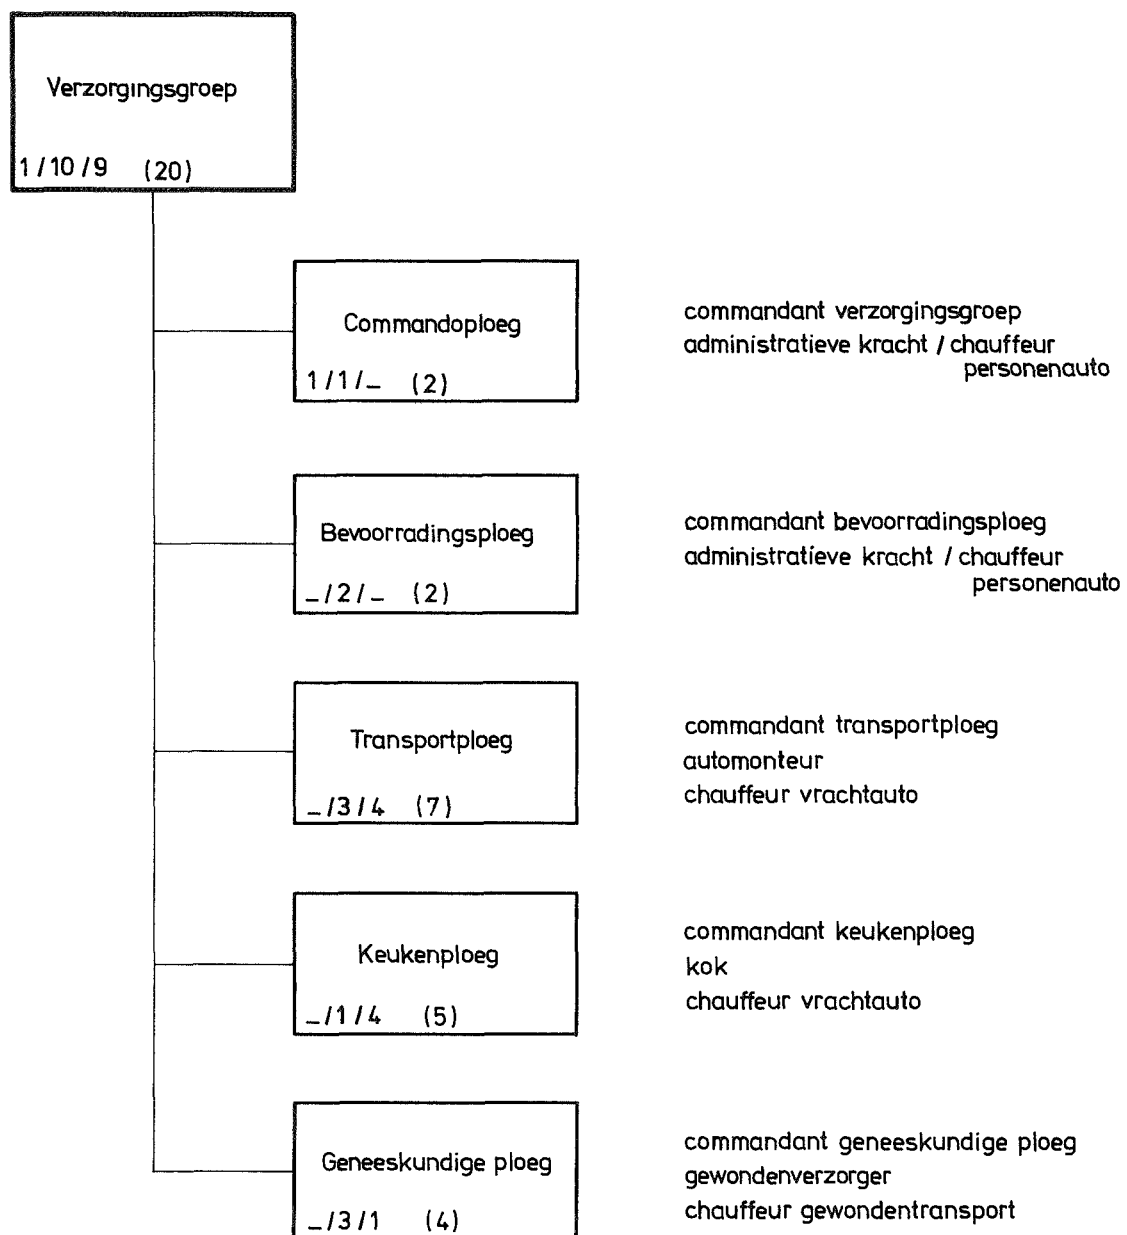 Verzorgingsgroep
1/10/9 (20)
Commandoploeg
1/1/– (2)
commandant verzorgingsgroep
administratieve kracht / chauffeur
personenauto
Bevoorradingsploeg
–/2/– (2)
commandant bevoorradingsploeg
administratieve kracht / chauffeur
personenauto
Transportploeg
–/3/4 (7)
commandant transportploeg
automonteur
chauffeur vrachtauto
Keukenploeg
–/1/4 (5)
commandant keukenploeg
kok
chauffeur vrachtauto
Geneeskundige ploeg
–/3/1 (4)
commandant geneeskundige ploeg
gewondenverzorger
chauffeur gewondentransport